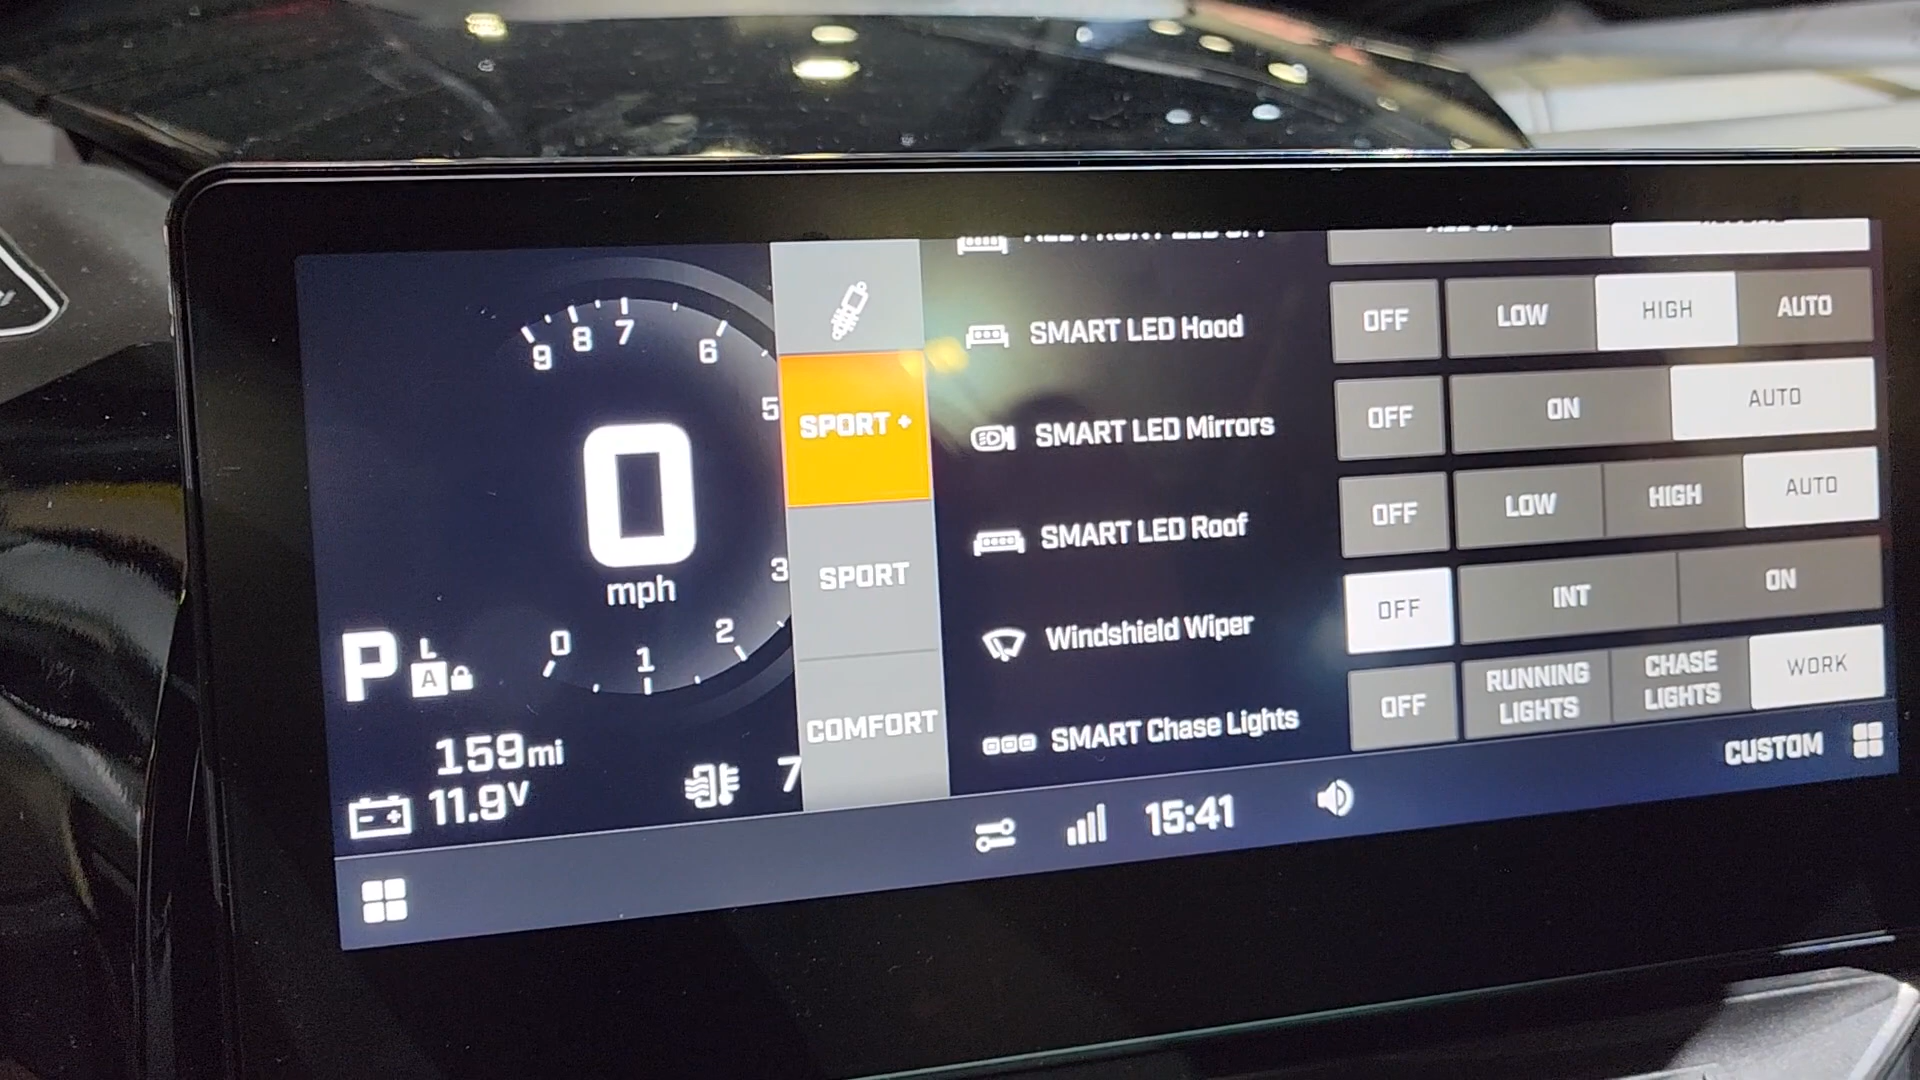 SMART LED Hood OFF LOW HIGH AUTO
SMART LED Mirrors OFF ON AUTO
SMART LED Roof OFF LOW HIGH AUTO
Windshield Wiper OFF INT ON
SMART Chase Lights OFF RUNNING LIGHTS CHASE LIGHTS WORK
SPORT +
SPORT
COMFORT
9 8 7 6 5 3 2 1 0
0
mph
P L A
159mi
11.9V
7
15:41
CUSTOM